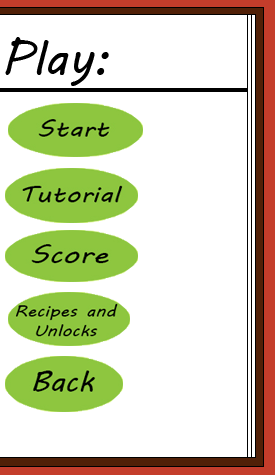 Play:
Start
Tutorial
Score
Recipes and
Unlocks
Back